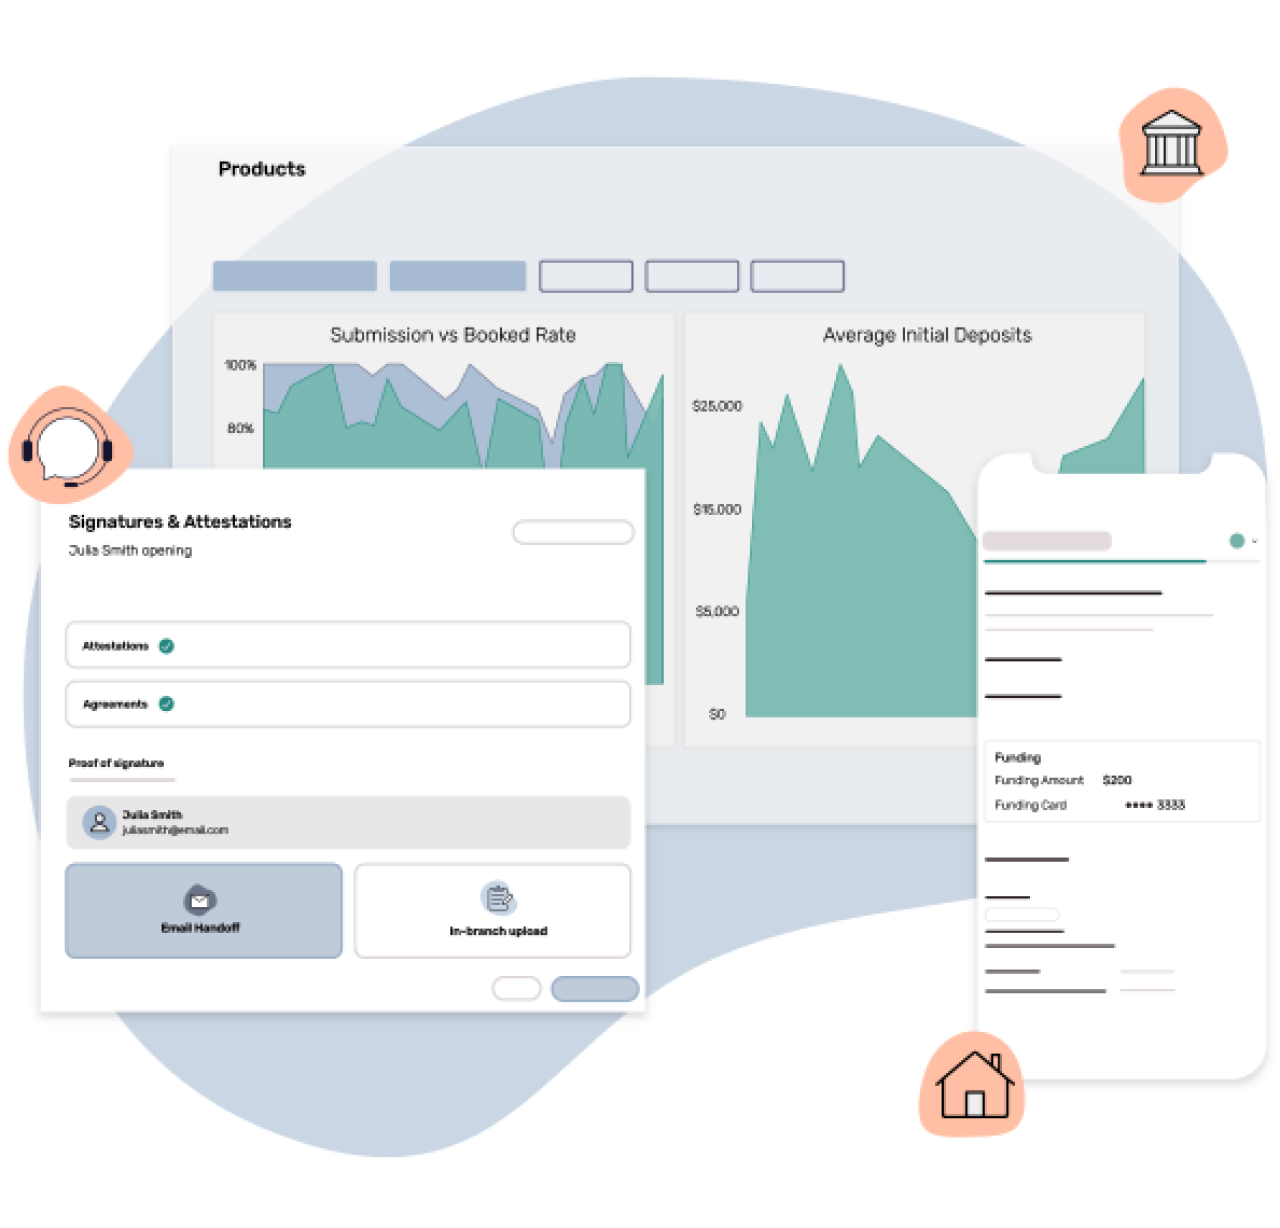 Products
Submission vs Booked Rate
100%
80%
Average Initial Deposits
$25,000
$15,000
$5,000
$0
Signatures & Attestations
Julia Smith opening
Attestations
Agreements
Proof of signature
Julia Smith
juliasmith@email.com
Email Handoff
In-branch upload
Funding
Funding Amount $200
Funding Card •••• 3333